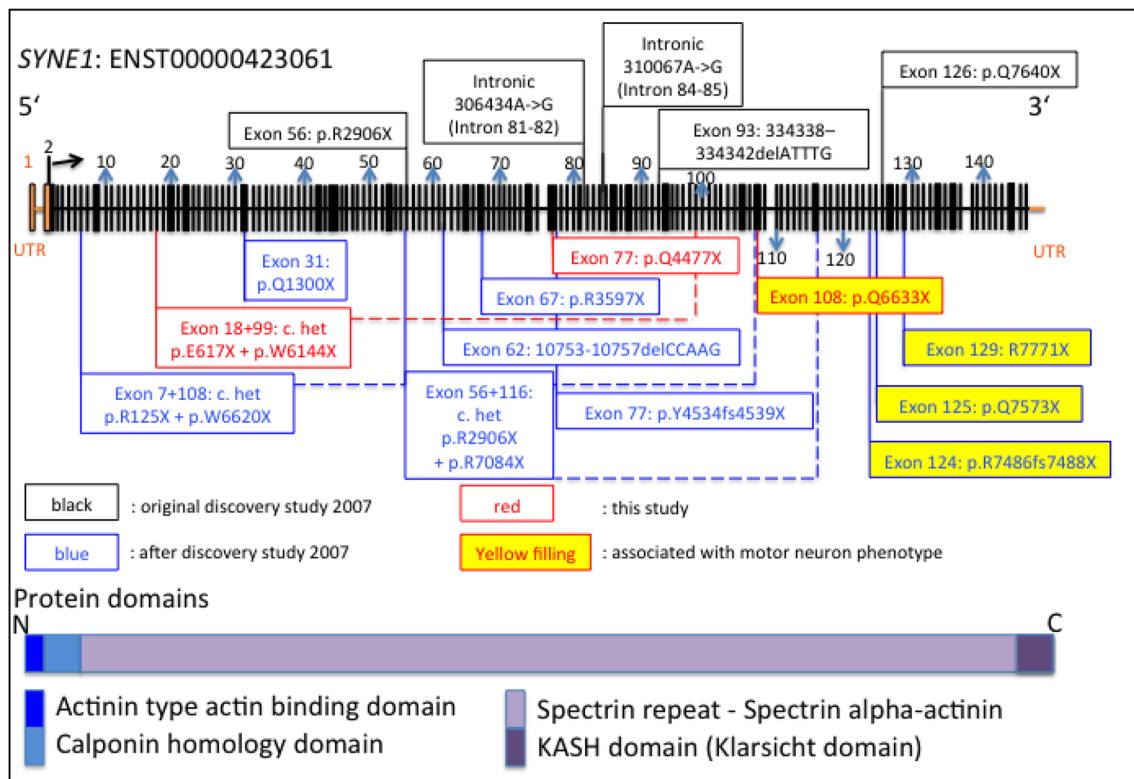 SYNE1: ENST00000423061
5‘
3‘
Intronic
306434A->G
(Intron 81-82)
Intronic
310067A->G
(Intron 84-85)
Exon 126: p.Q7640X
Exon 56: p.R2906X
Exon 93: 334338–
334342delATTTG
1
2
10
20
30
40
50
60
70
80
90
100
130
140
UTR
UTR
110
120
Exon 31:
p.Q1300X
Exon 77: p.Q4477X
Exon 67: p.R3597X
Exon 108: p.Q6633X
Exon 18+99: c. het
p.E617X + p.W6144X
Exon 62: 10753-10757delCCAAG
Exon 129: R7771X
Exon 7+108: c. het
p.R125X + p.W6620X
Exon 56+116:
c. het
p.R2906X
+ p.R7084X
Exon 77: p.Y4534fs4539X
Exon 125: p.Q7573X
Exon 124: p.R7486fs7488X
black : original discovery study 2007
red : this study
blue : after discovery study 2007
Yellow filling : associated with motor neuron phenotype
Protein domains
N
C
Actinin type actin binding domain
Calponin homology domain
Spectrin repeat - Spectrin alpha-actinin
KASH domain (Klarsicht domain)